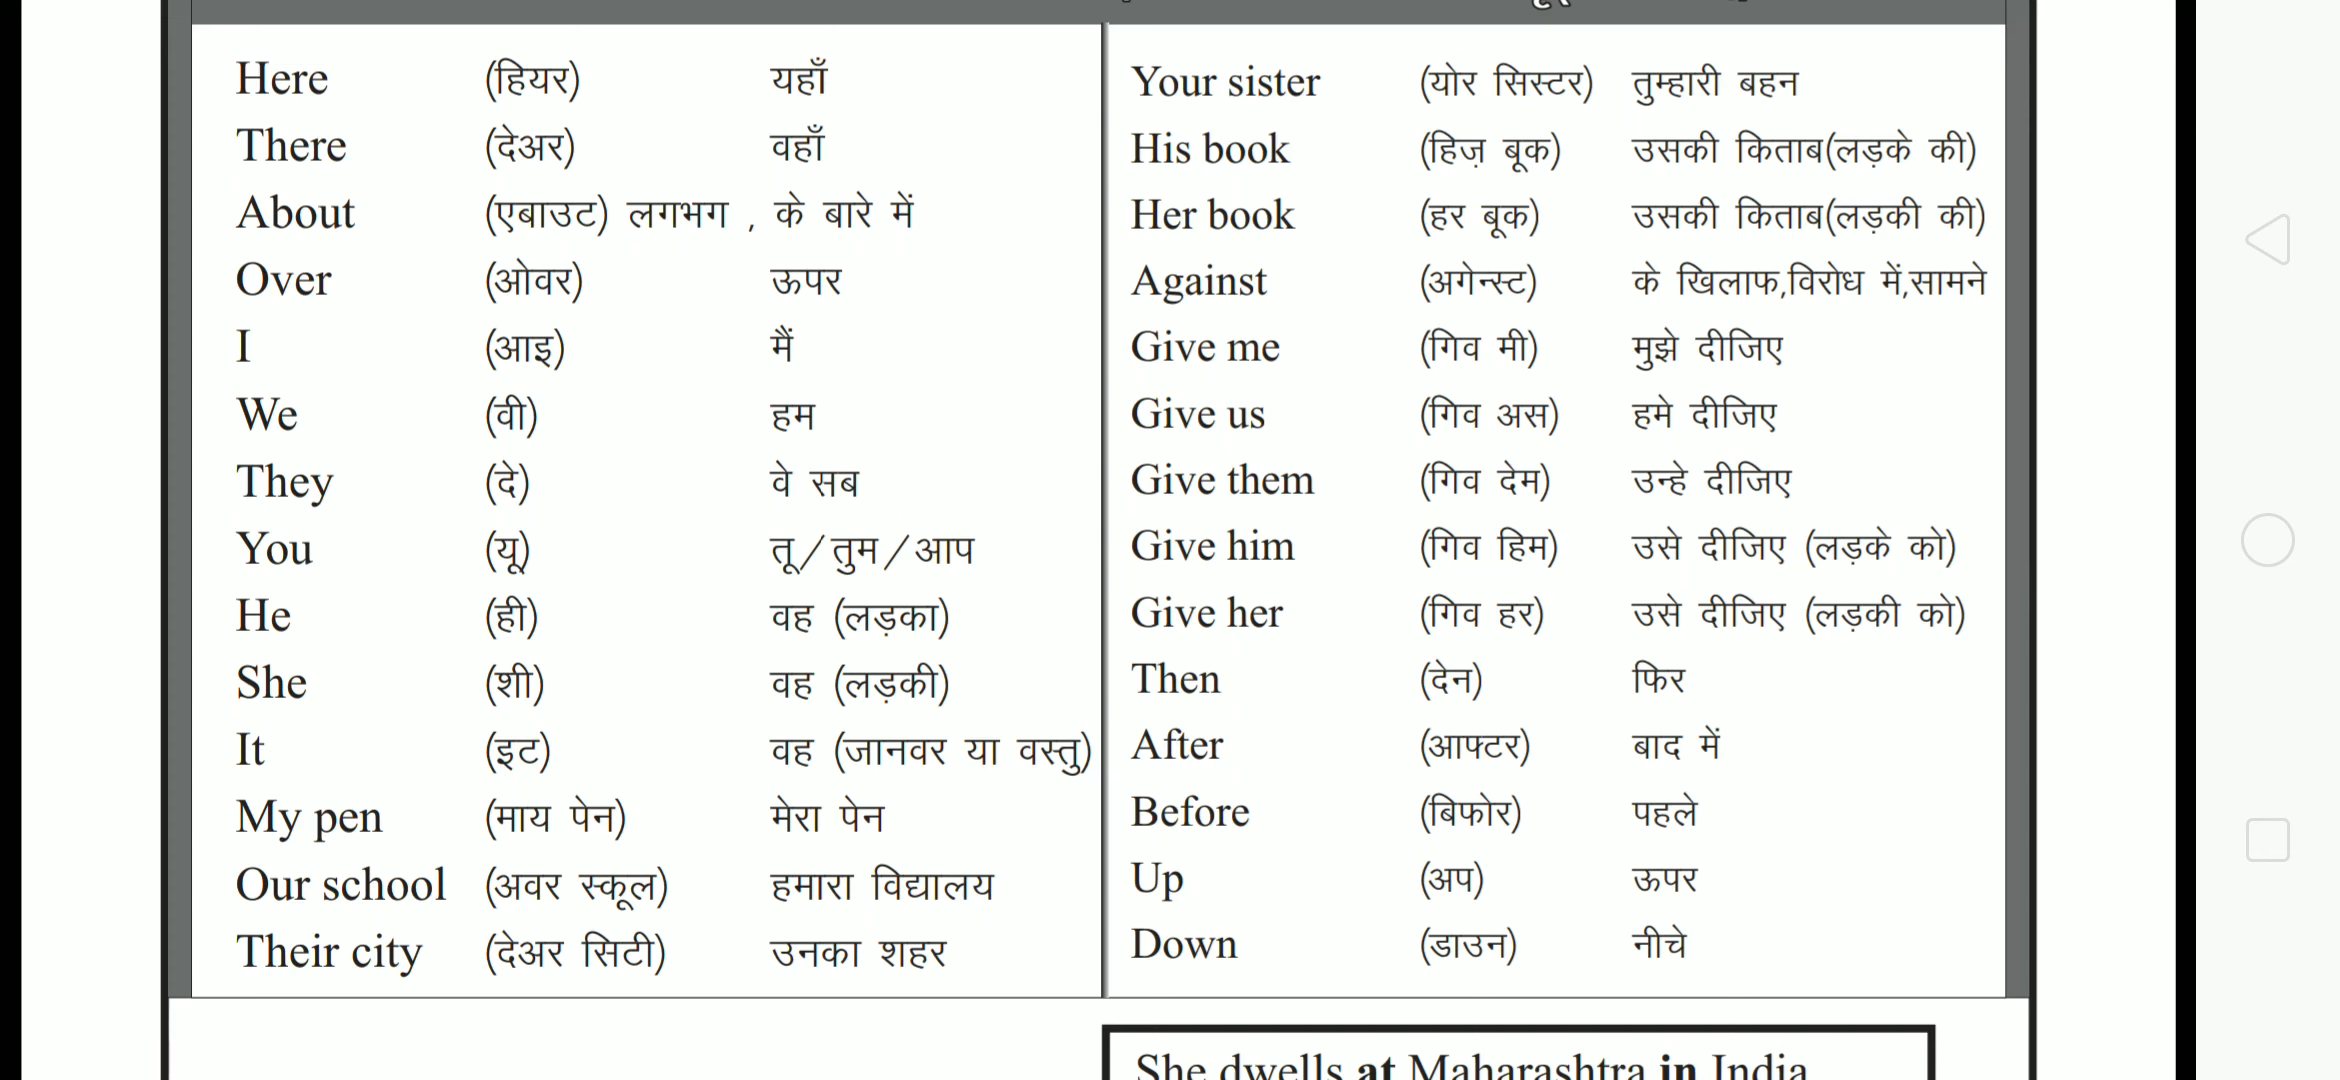 Here (हियर) यहाँ
There (देअर) वहाँ
About (एबाउट) लगभग , के बारे में
Over (ओवर) ऊपर
I (आइ) मैं
We (वी) हम
They (दे) वे सब
You (यू) तू/तुम/आप
He (ही) वह (लड़का)
She (शी) वह (लड़की)
It (इट) वह (जानवर या वस्तु)
My pen (माय पेन) मेरा पेन
Our school (अवर स्कूल) हमारा विद्यालय
Their city (देअर सिटी) उनका शहर
Your sister (योर सिस्टर) तुम्हारी बहन
His book (हिज़ बूक) उसकी किताब(लड़के की)
Her book (हर बूक) उसकी किताब(लड़की की)
Against (अगेन्स्ट) के खिलाफ,विरोध में,सामने
Give me (गिव मी) मुझे दीजिए
Give us (गिव अस) हमे दीजिए
Give them (गिव देम) उन्हे दीजिए
Give him (गिव हिम) उसे दीजिए (लड़के को)
Give her (गिव हर) उसे दीजिए (लड़की को)
Then (देन) फिर
After (आफ्टर) बाद में
Before (बिफोर) पहले
Up (अप) ऊपर
Down (डाउन) नीचे
She dwells at Maharashtra in India